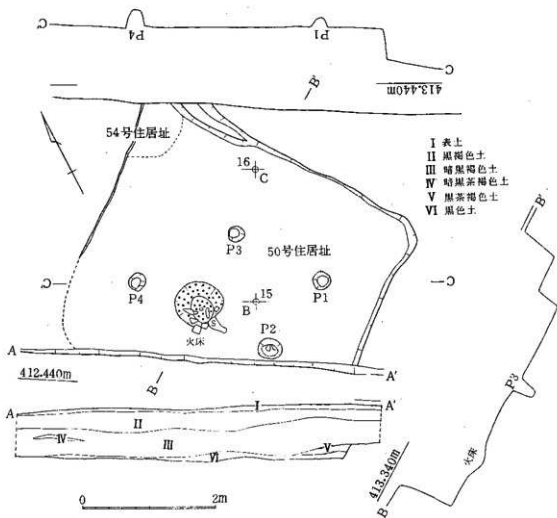 C'
P4
P1
C
413.440m
B'
54号住居址
16
C
I 表土
II 黒褐色土
III 暗黒褐色土
IV 暗黒茶褐色土
V 黒茶褐色土
VI 黒色土
P3
50号住居址
C'
C
P4
15
B
P1
S
火床
P2
A
A'
412.440m
B
A
I
A'
II
IV
III
V
VI
0
2m
B'
P3
火床
413.340m
B